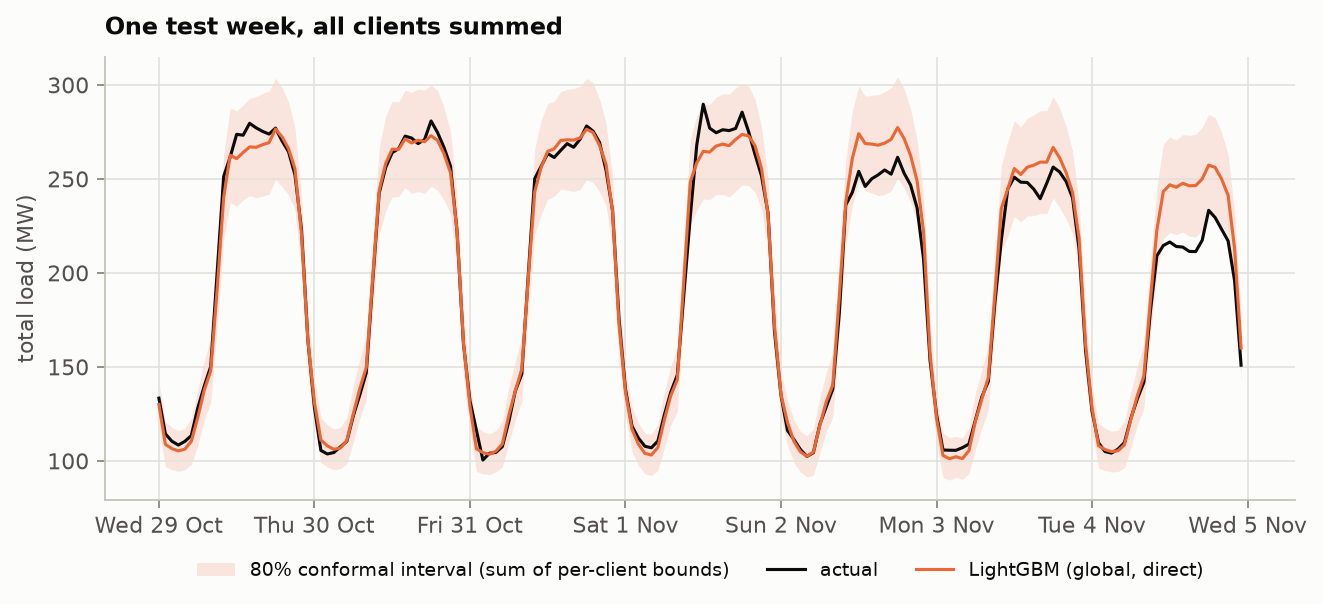 One test week, all clients summed
total load (MW)
300
250
200
150
100
Wed 29 Oct
Thu 30 Oct
Fri 31 Oct
Sat 1 Nov
Sun 2 Nov
Mon 3 Nov
Tue 4 Nov
Wed 5 Nov
80% conformal interval (sum of per-client bounds)
actual
LightGBM (global, direct)